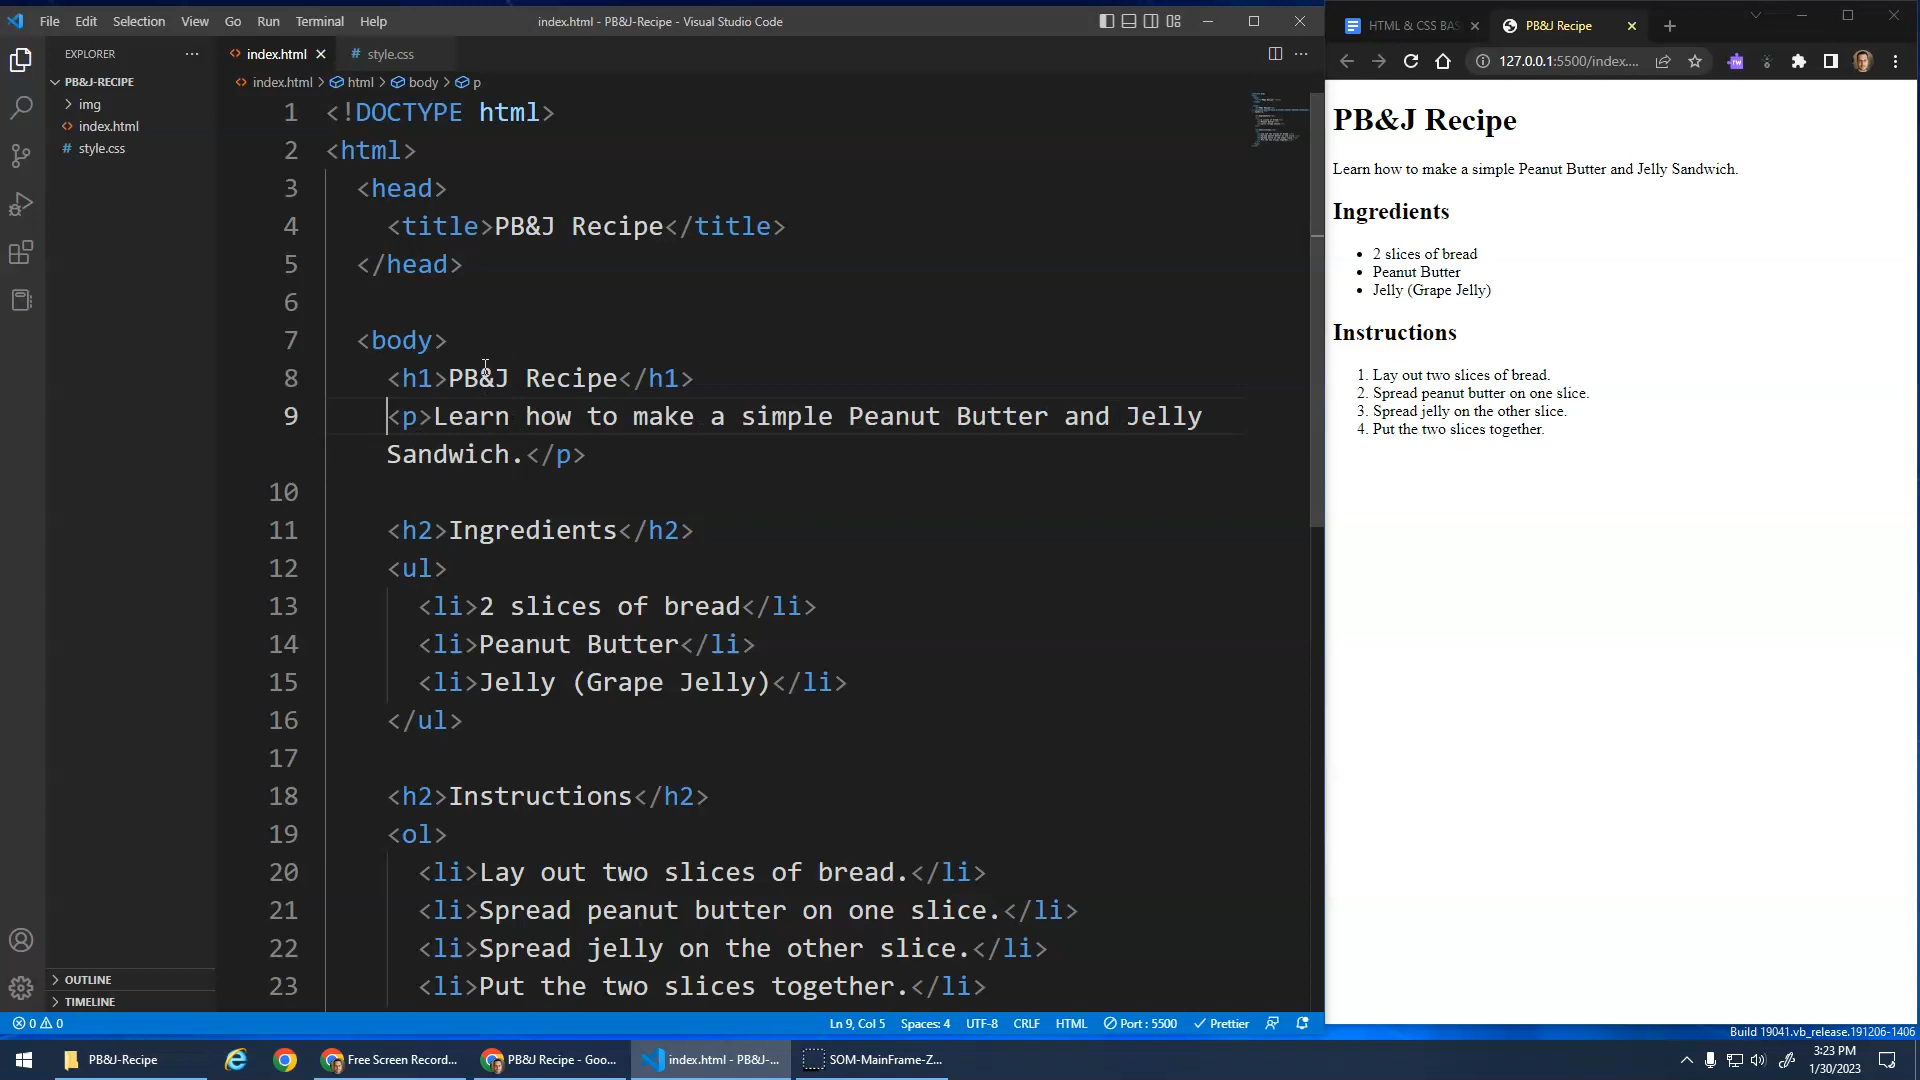 File Edit Selection View Go Run Terminal Help
index.html - PB&J-Recipe - Visual Studio Code
EXPLORER
PB&J-RECIPE
img
index.html
style.css
OUTLINE
TIMELINE
index.html
style.css
index.html > html > body > p
1 <!DOCTYPE html>
2 <html>
3 <head>
4 <title>PB&J Recipe</title>
5 </head>
6
7 <body>
8 <h1>PB&J Recipe</h1>
9 <p>Learn how to make a simple Peanut Butter and Jelly
Sandwich.</p>
10
11 <h2>Ingredients</h2>
12 <ul>
13 <li>2 slices of bread</li>
14 <li>Peanut Butter</li>
15 <li>Jelly (Grape Jelly)</li>
16 </ul>
17
18 <h2>Instructions</h2>
19 <ol>
20 <li>Lay out two slices of bread.</li>
21 <li>Spread peanut butter on one slice.</li>
22 <li>Spread jelly on the other slice.</li>
23 <li>Put the two slices together.</li>
0 0
Ln 9, Col 5 Spaces: 4 UTF-8 CRLF HTML Port : 5500 Prettier
HTML & CSS BAS
PB&J Recipe
127.0.0.1:5500/index....
PB&J Recipe
Learn how to make a simple Peanut Butter and Jelly Sandwich.
Ingredients
• 2 slices of bread
• Peanut Butter
• Jelly (Grape Jelly)
Instructions
1. Lay out two slices of bread.
2. Spread peanut butter on one slice.
3. Spread jelly on the other slice.
4. Put the two slices together.
Build 19041.vb_release.191206-1406
PB&J-Recipe
Free Screen Record...
PB&J Recipe - Goo...
index.html - PB&J-...
SOM-MainFrame-Z...
3:23 PM
1/30/2023